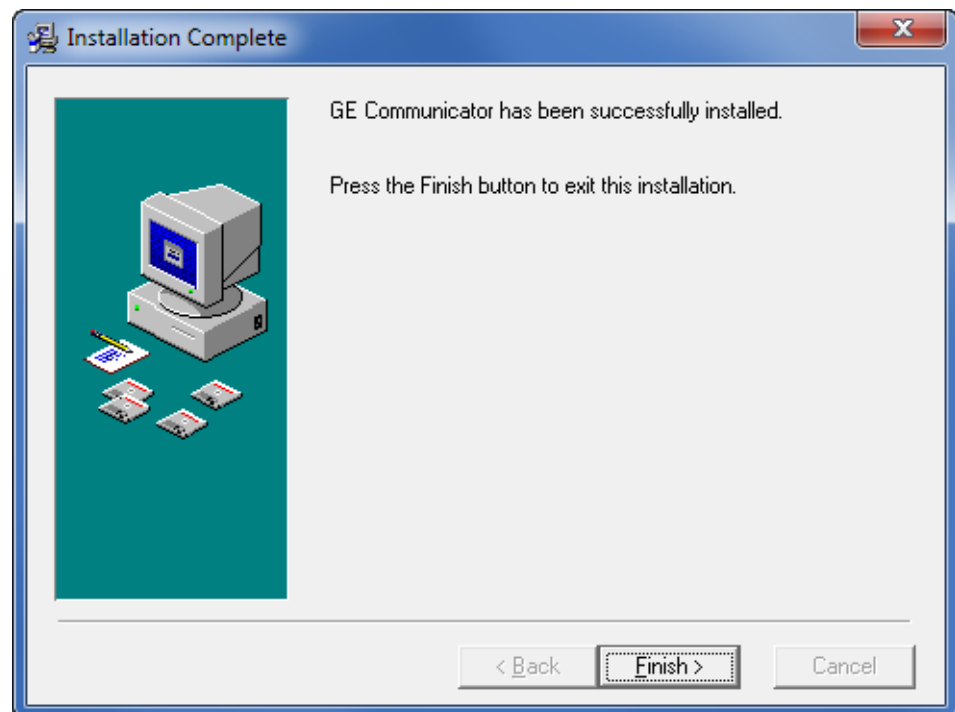 Installation Complete
GE Communicator has been successfully installed.
Press the Finish button to exit this installation.
< Back
Finish >
Cancel